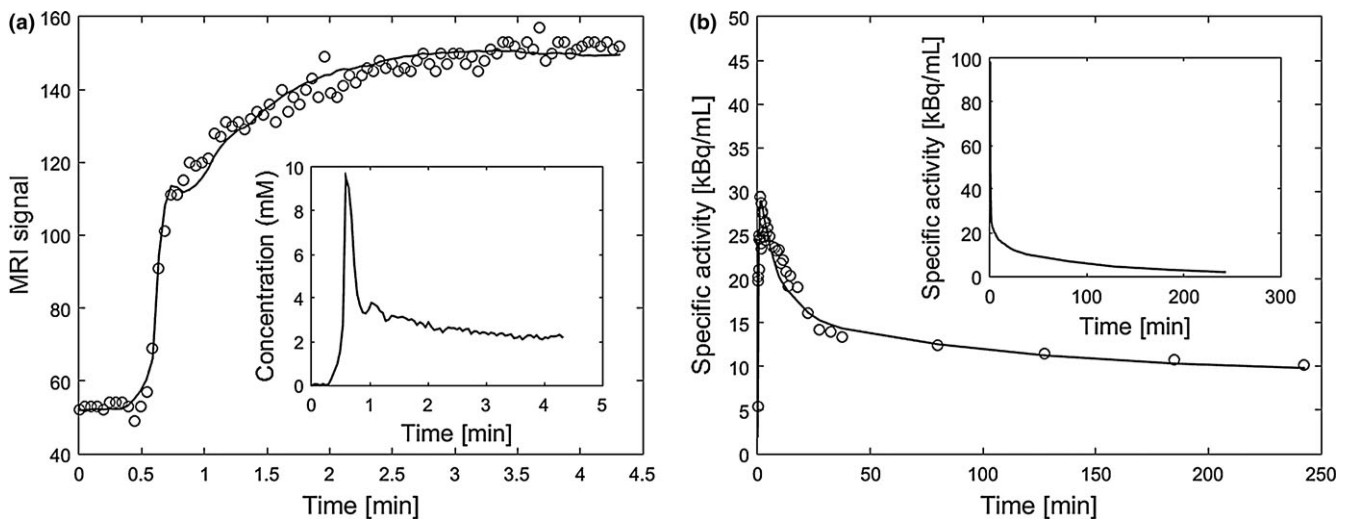 (a)
MRI signal
160
140
120
100
80
60
40
0 0.5 1 1.5 2 2.5 3 3.5 4 4.5
Time [min]
Concentration (mM)
10
8
6
4
2
0
0 1 2 3 4 5
Time [min]
(b)
Specific activity [kBq/mL]
50
45
40
35
30
25
20
15
10
5
0
0 50 100 150 200 250
Time [min]
Specific activity [kBq/mL]
100
80
60
40
20
0
0 100 200 300
Time [min]